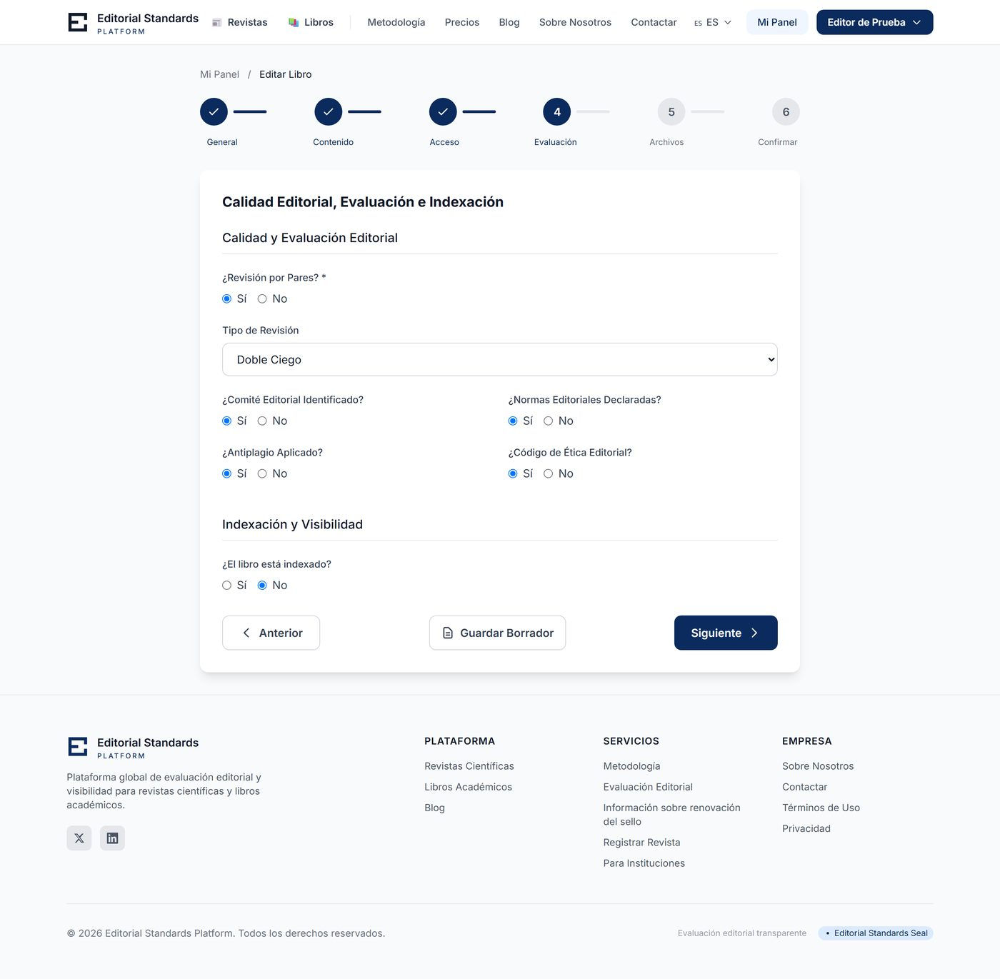 Editorial Standards
PLATFORM
Revistas
Libros
Metodología
Precios
Blog
Sobre Nosotros
Contactar
ES ES
Mi Panel
Editor de Prueba
Mi Panel / Editar Libro
4
5
6
General
Contenido
Acceso
Evaluación
Archivos
Confirmar
Calidad Editorial, Evaluación e Indexación
Calidad y Evaluación Editorial
¿Revisión por Pares? *
Sí No
Tipo de Revisión
Doble Ciego
¿Comité Editorial Identificado?
Sí No
¿Normas Editoriales Declaradas?
Sí No
¿Antiplagio Aplicado?
Sí No
¿Código de Ética Editorial?
Sí No
Indexación y Visibilidad
¿El libro está indexado?
Sí No
Anterior
Guardar Borrador
Siguiente
Editorial Standards
PLATFORM
Plataforma global de evaluación editorial y
visibilidad para revistas científicas y libros
académicos.
PLATAFORMA
Revistas Científicas
Libros Académicos
Blog
SERVICIOS
Metodología
Evaluación Editorial
Información sobre renovación
del sello
Registrar Revista
Para Instituciones
EMPRESA
Sobre Nosotros
Contactar
Términos de Uso
Privacidad
© 2026 Editorial Standards Platform. Todos los derechos reservados.
Evaluación editorial transparente
• Editorial Standards Seal